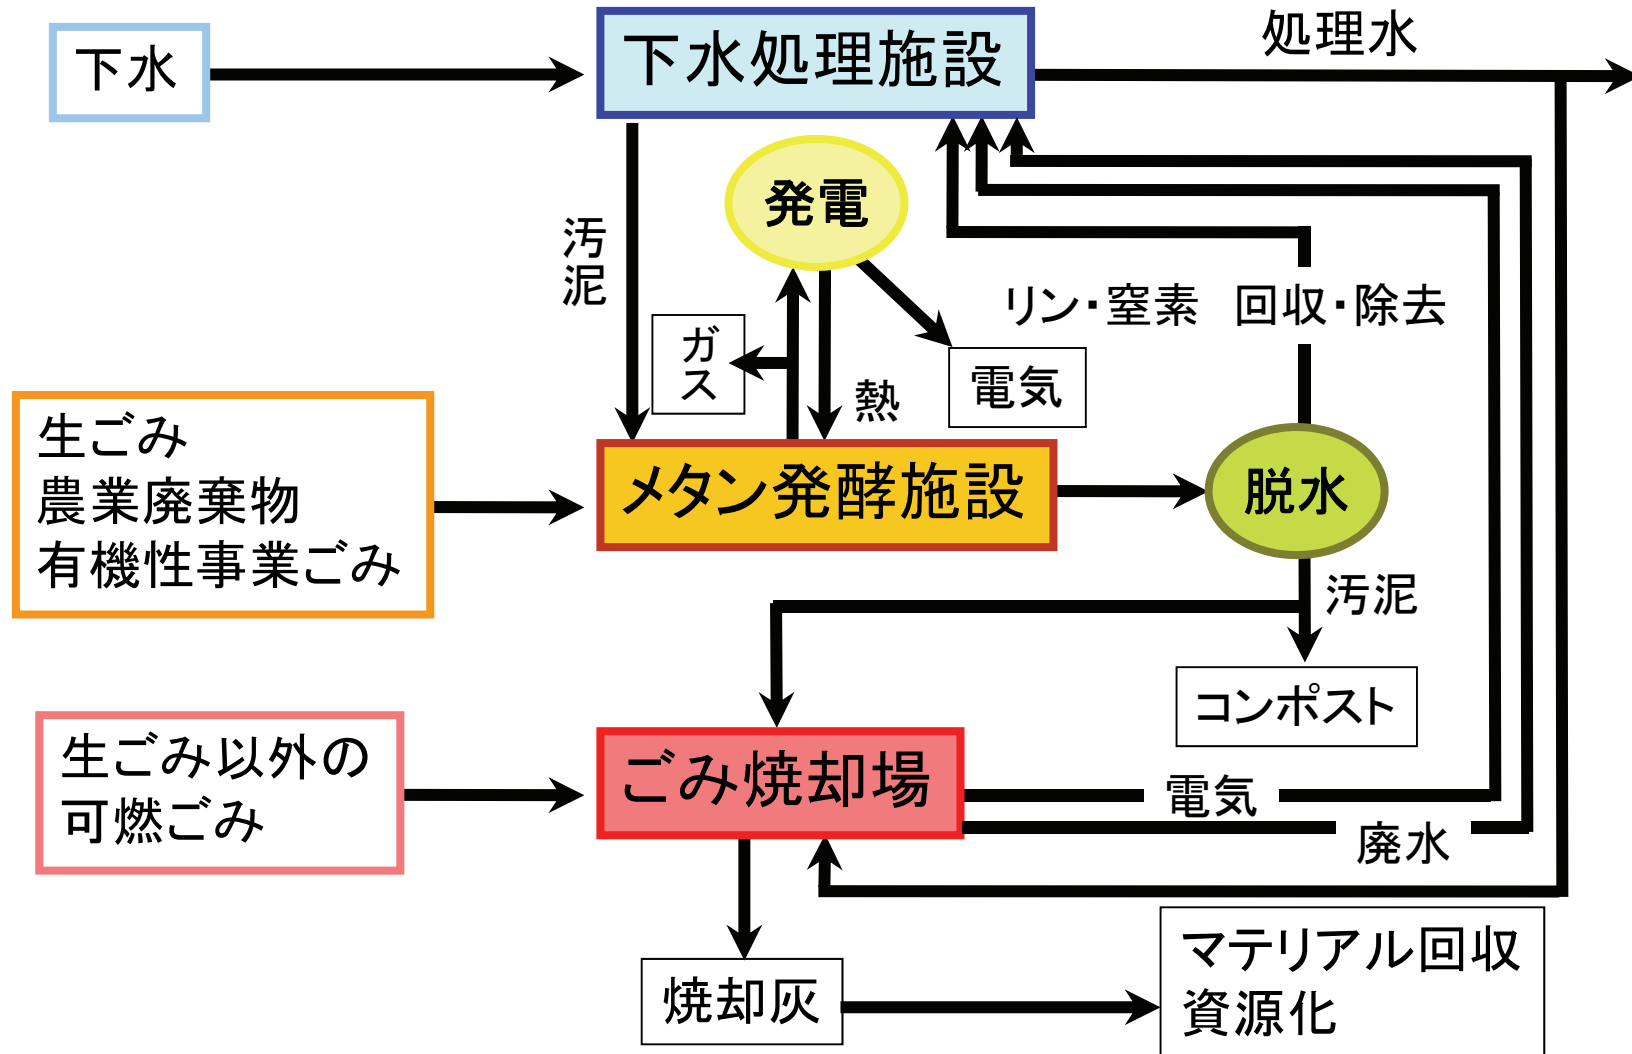 下水
下水処理施設
処理水
発電
汚泥
リン・窒素 回収・除去
ガス
電気
熱
生ごみ
農業廃棄物
有機性事業ごみ
メタン発酵施設
脱水
汚泥
コンポスト
生ごみ以外の
可燃ごみ
ごみ焼却場
電気
廃水
焼却灰
マテリアル回収
資源化